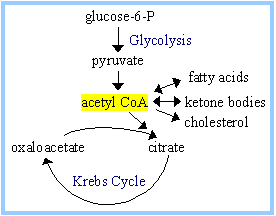 glucose-6-P
Glycolysis
pyruvate
fatty acids
acetyl CoA
ketone bodies
cholesterol
oxaloacetate
citrate
Krebs Cycle